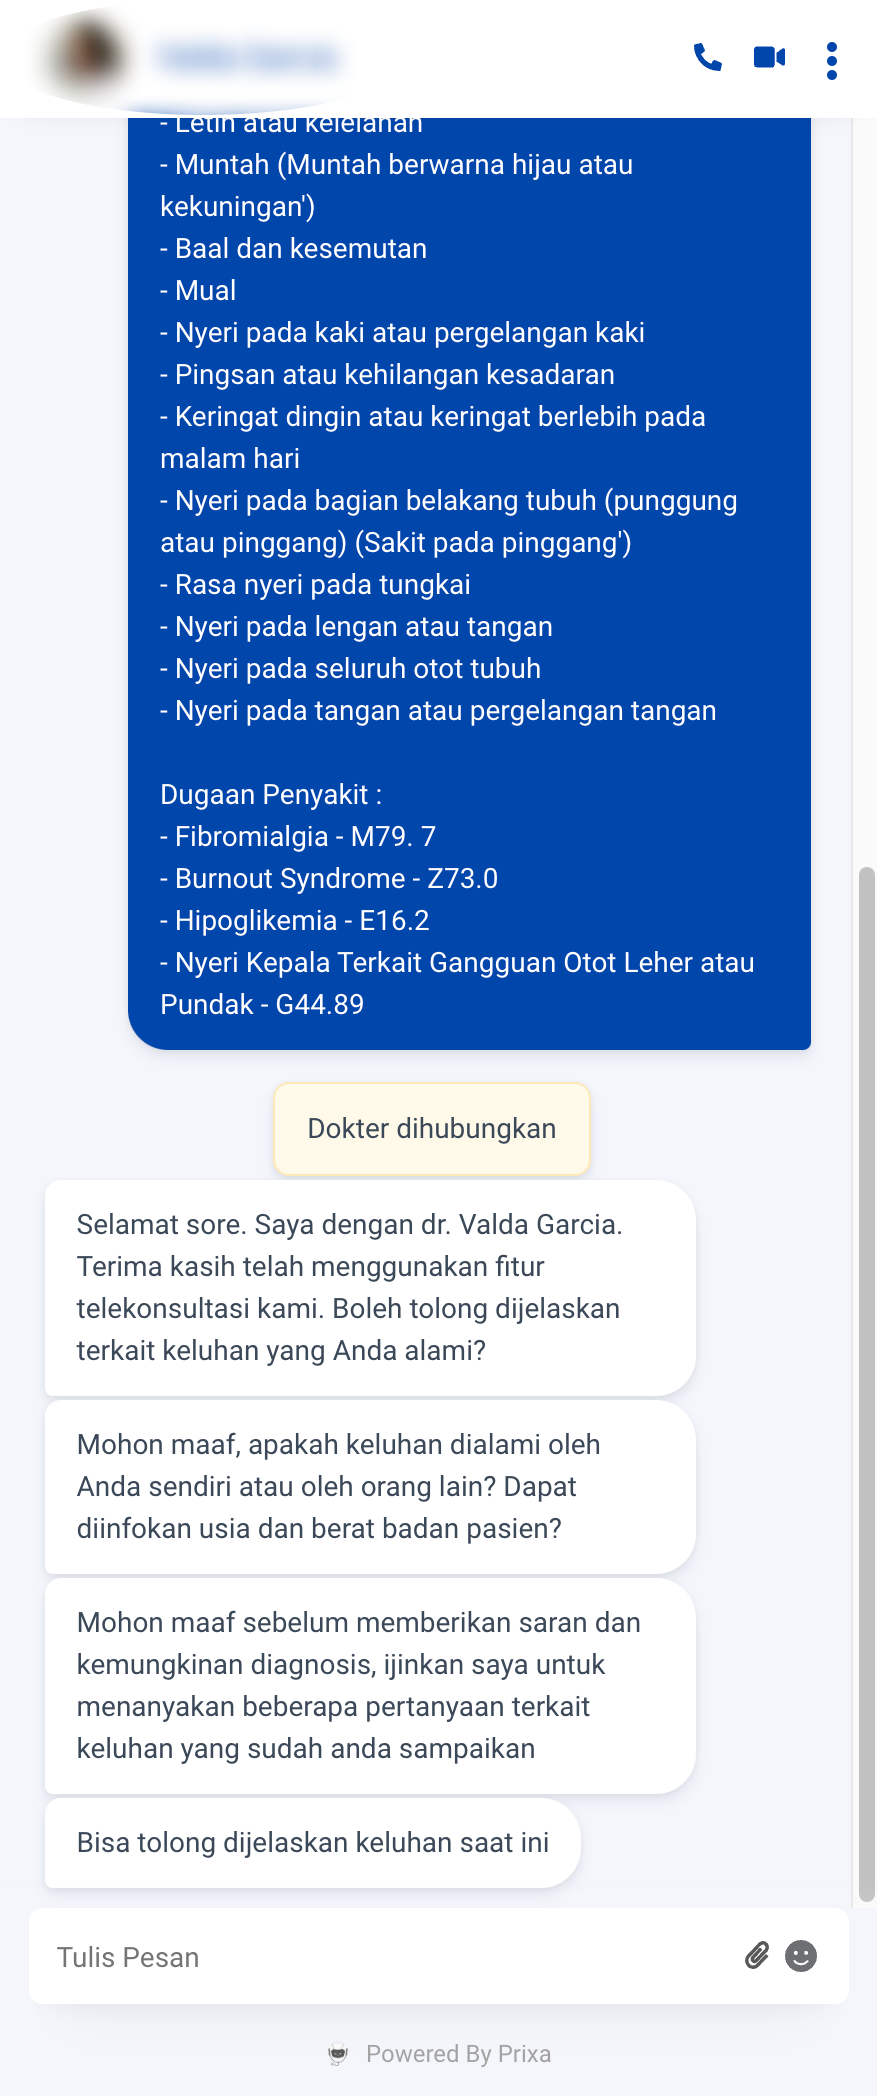 - Letih atau kelelahan
- Muntah (Muntah berwarna hijau atau
kekuningan')
- Baal dan kesemutan
- Mual
- Nyeri pada kaki atau pergelangan kaki
- Pingsan atau kehilangan kesadaran
- Keringat dingin atau keringat berlebih pada
malam hari
- Nyeri pada bagian belakang tubuh (punggung
atau pinggang) (Sakit pada pinggang')
- Rasa nyeri pada tungkai
- Nyeri pada lengan atau tangan
- Nyeri pada seluruh otot tubuh
- Nyeri pada tangan atau pergelangan tangan
Dugaan Penyakit :
- Fibromialgia - M79. 7
- Burnout Syndrome - Z73.0
- Hipoglikemia - E16.2
- Nyeri Kepala Terkait Gangguan Otot Leher atau
Pundak - G44.89
Dokter dihubungkan
Selamat sore. Saya dengan dr. Valda Garcia.
Terima kasih telah menggunakan fitur
telekonsultasi kami. Boleh tolong dijelaskan
terkait keluhan yang Anda alami?
Mohon maaf, apakah keluhan dialami oleh
Anda sendiri atau oleh orang lain? Dapat
diinfokan usia dan berat badan pasien?
Mohon maaf sebelum memberikan saran dan
kemungkinan diagnosis, ijinkan saya untuk
menanyakan beberapa pertanyaan terkait
keluhan yang sudah anda sampaikan
Bisa tolong dijelaskan keluhan saat ini
Tulis Pesan
Powered By Prixa